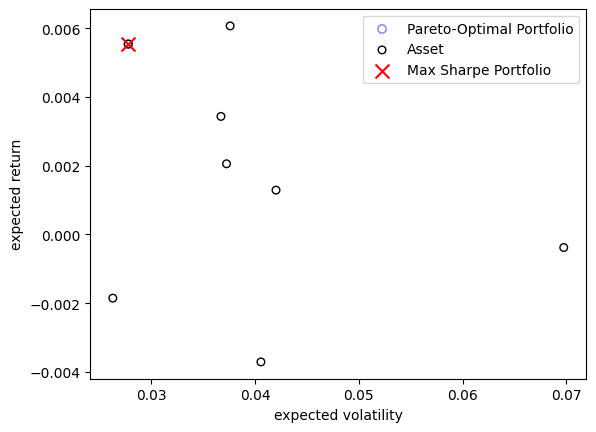 Pareto-Optimal Portfolio
Asset
Max Sharpe Portfolio
expected return
0.006
0.004
0.002
0.000
−0.002
−0.004
0.03 0.04 0.05 0.06 0.07
expected volatility